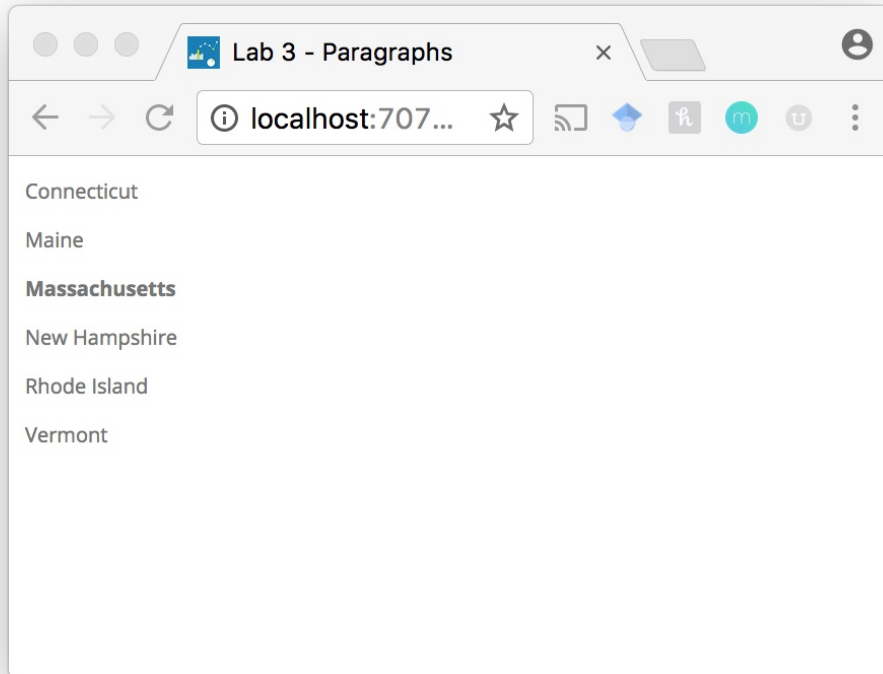 Lab 3 - Paragraphs
localhost:707...
Connecticut
Maine
Massachusetts
New Hampshire
Rhode Island
Vermont